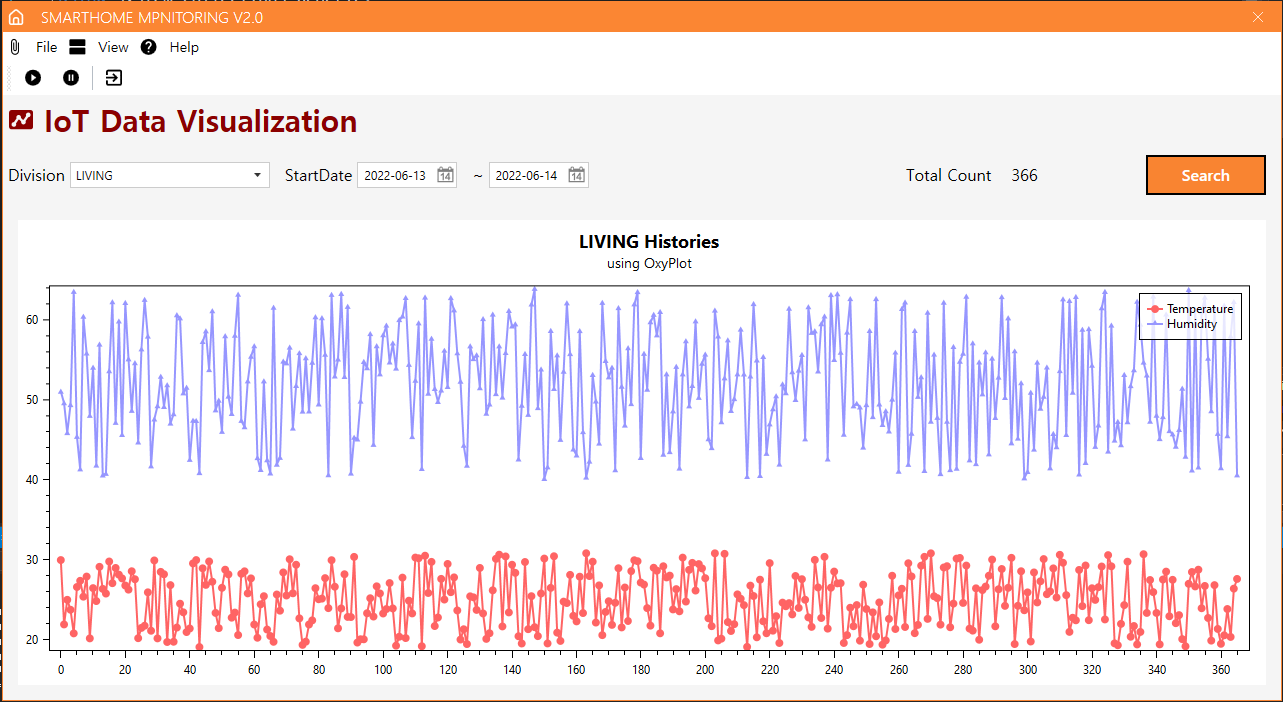 SMARTHOME MPNITORING V2.0
File View Help
IoT Data Visualization
Division LIVING StartDate 2022-06-13 14 ~ 2022-06-14 14 Total Count 366 Search
LIVING Histories
using OxyPlot
Temperature
Humidity
60
50
40
30
20
0 20 40 60 80 100 120 140 160 180 200 220 240 260 280 300 320 340 360